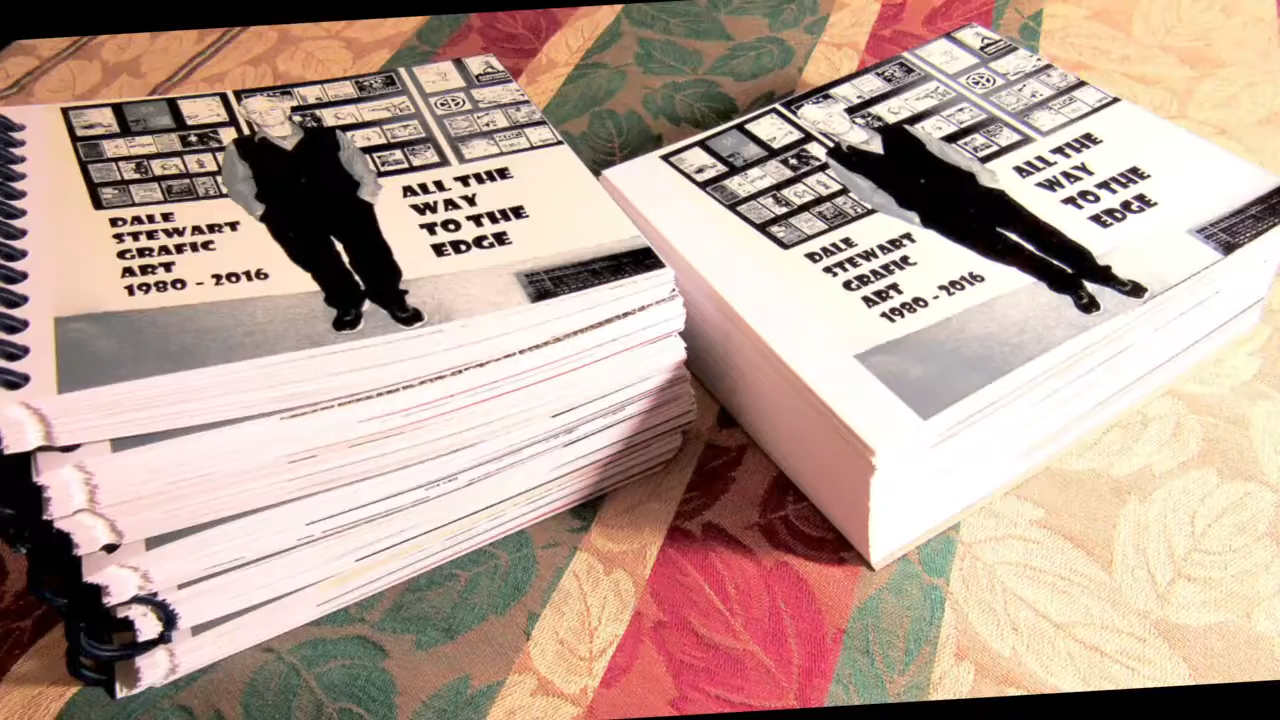 DALE
STEWART
GRAFIC
ART
1980 - 2016
ALL THE
WAY
TO THE
EDGE
DALE
STEWART
GRAFIC
ART
1980 - 2016
ALL THE
WAY
TO THE
EDGE